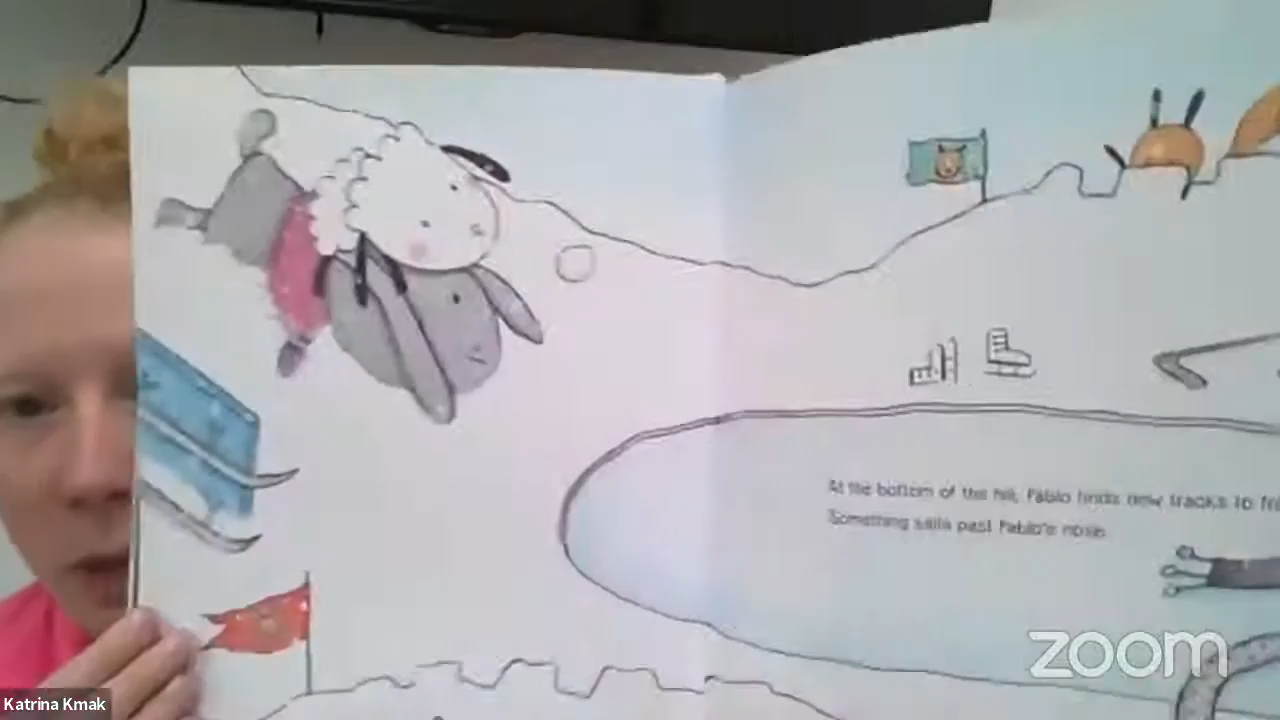 At the bottom of the hill, Pablo finds new tracks to
Something sails past Pablo's nose.
zoom
Katrina Kmak